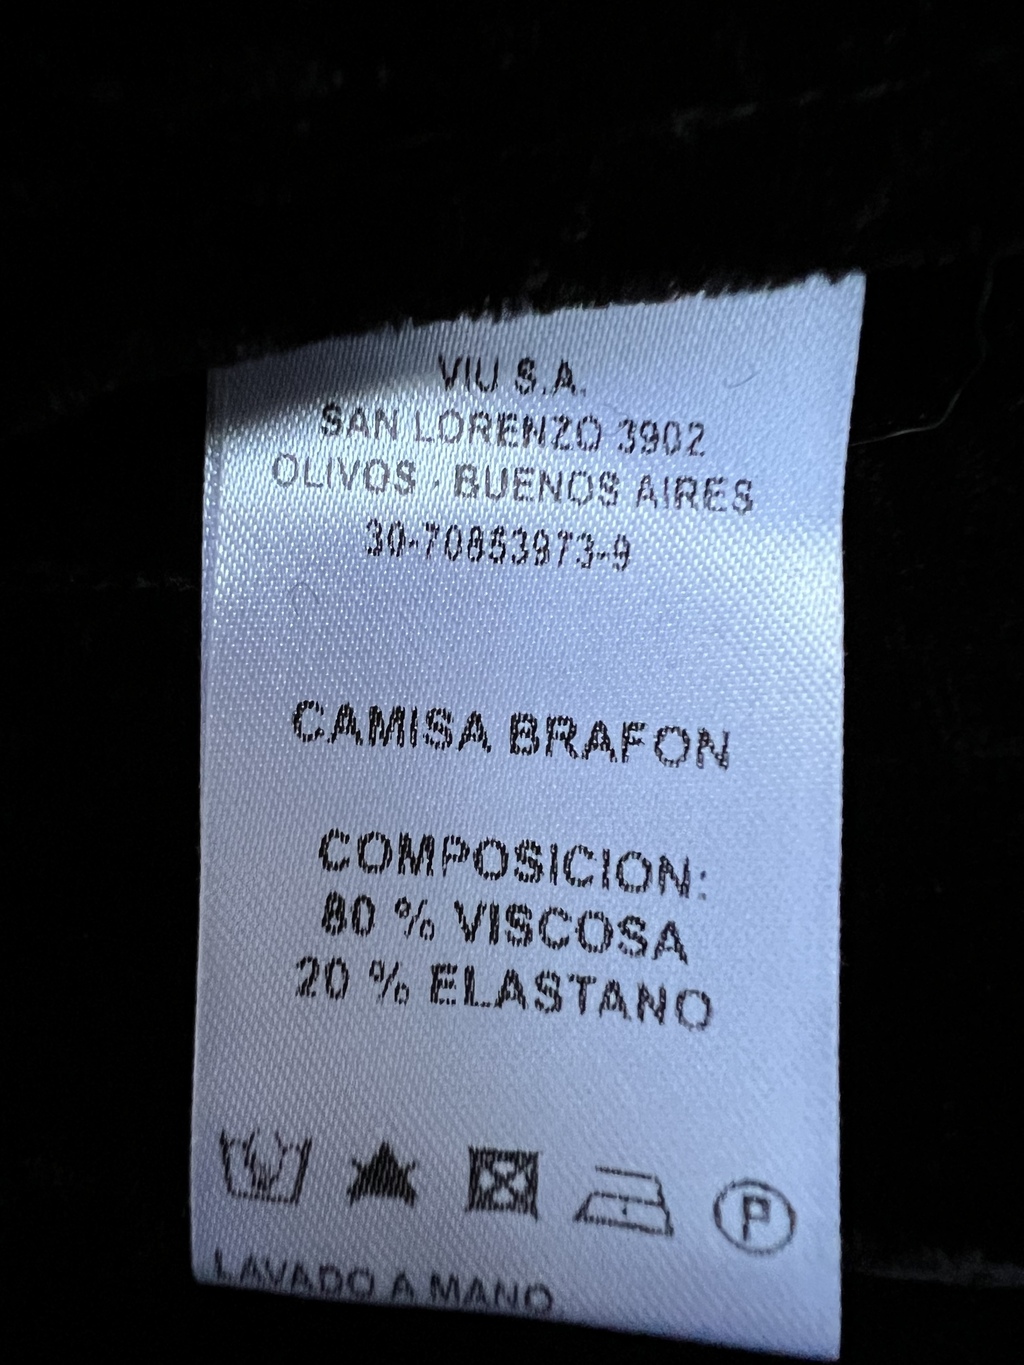 VIU S.A.
SAN LORENZO 3902
OLIVOS - BUENOS AIRES
30-70853973-9
CAMISA BRAFON
COMPOSICION:
80 % VISCOSA
20 % ELASTANO
P
LAVADO A MANO